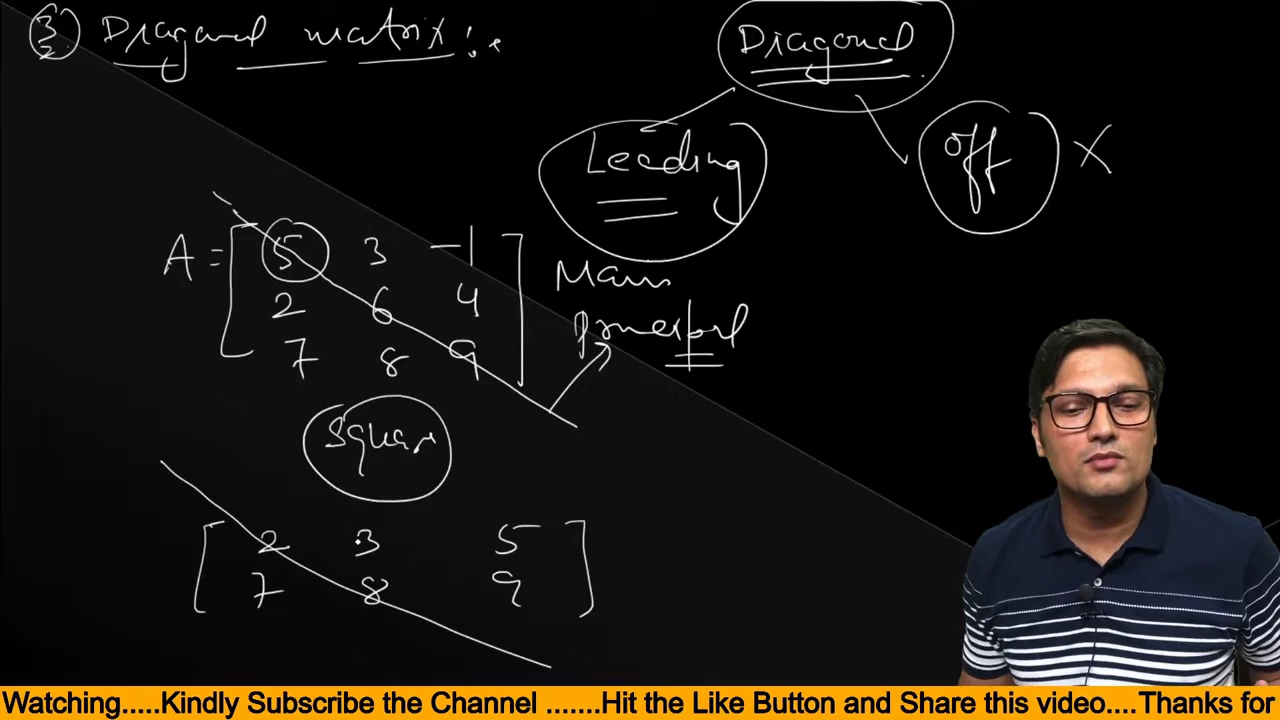 ③ Diagonal matrix :.
2.
Diagonal
Leading
off X
A = [ 5 3 -1
2 6 4
7 8 9 ]
Main
Principal
Square
[ 2 3 5
7 8 9 ]
Watching.....Kindly Subscribe the Channel .......Hit the Like Button and Share this video....Thanks for